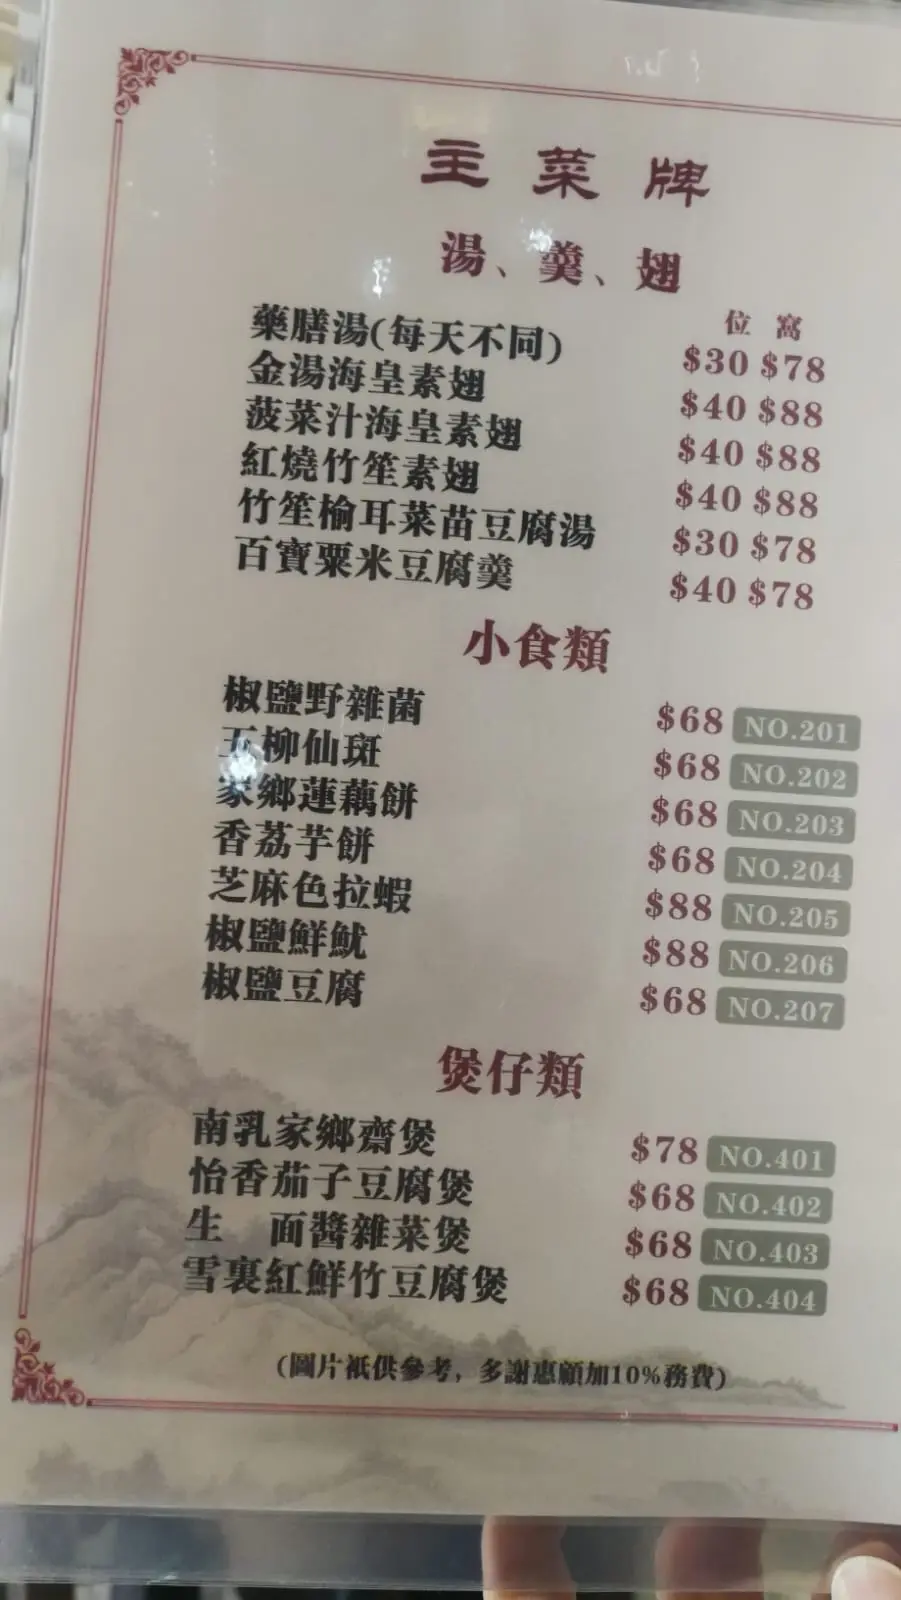 主菜牌
湯、羹、翅
位 窩
藥膳湯(每天不同) $30 $78
金湯海皇素翅 $40 $88
菠菜汁海皇素翅 $40 $88
紅燒竹笙素翅 $40 $88
竹笙榆耳菜苗豆腐湯 $30 $78
百寶粟米豆腐羹 $40 $78
小食類
椒鹽野雜菌 $68 NO.201
五柳仙斑 $68 NO.202
家鄉蓮藕餅 $68 NO.203
香荔芋餅 $68 NO.204
芝麻色拉蝦 $88 NO.205
椒鹽鮮魷 $88 NO.206
椒鹽豆腐 $68 NO.207
煲仔類
南乳家鄉齋煲 $78 NO.401
怡香茄子豆腐煲 $68 NO.402
生 面醬雜菜煲 $68 NO.403
雪裏紅鮮竹豆腐煲 $68 NO.404
(圖片祇供參考, 多謝惠顧加10%務費)